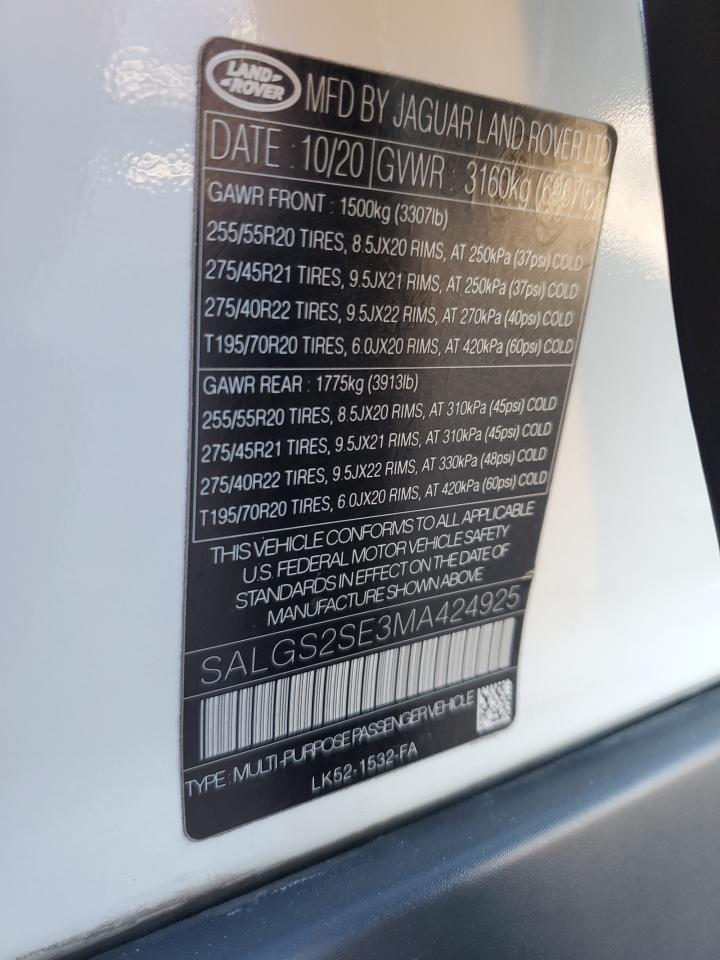 LAND ROVER
MFD BY JAGUAR LAND ROVER LTD
DATE : 10/20 GVWR : 3160kg (6967lb)
GAWR FRONT : 1500kg (3307lb)
255/55R20 TIRES, 8.5JX20 RIMS, AT 250kPa (37psi) COLD
275/45R21 TIRES, 9.5JX21 RIMS, AT 250kPa (37psi) COLD
275/40R22 TIRES, 9.5JX22 RIMS, AT 270kPa (40psi) COLD
T195/70R20 TIRES, 6.0JX20 RIMS, AT 420kPa (60psi) COLD
GAWR REAR : 1775kg (3913lb)
255/55R20 TIRES, 8.5JX20 RIMS, AT 310kPa (45psi) COLD
275/45R21 TIRES, 9.5JX21 RIMS, AT 310kPa (45psi) COLD
275/40R22 TIRES, 9.5JX22 RIMS, AT 330kPa (48psi) COLD
T195/70R20 TIRES, 6.0JX20 RIMS, AT 420kPa (60psi) COLD
THIS VEHICLE CONFORMS TO ALL APPLICABLE
U.S. FEDERAL MOTOR VEHICLE SAFETY
STANDARDS IN EFFECT ON THE DATE OF
MANUFACTURE SHOWN ABOVE
SALGS2SE3MA424925
TYPE : MULTI-PURPOSE PASSENGER VEHICLE
LK52-1532-FA